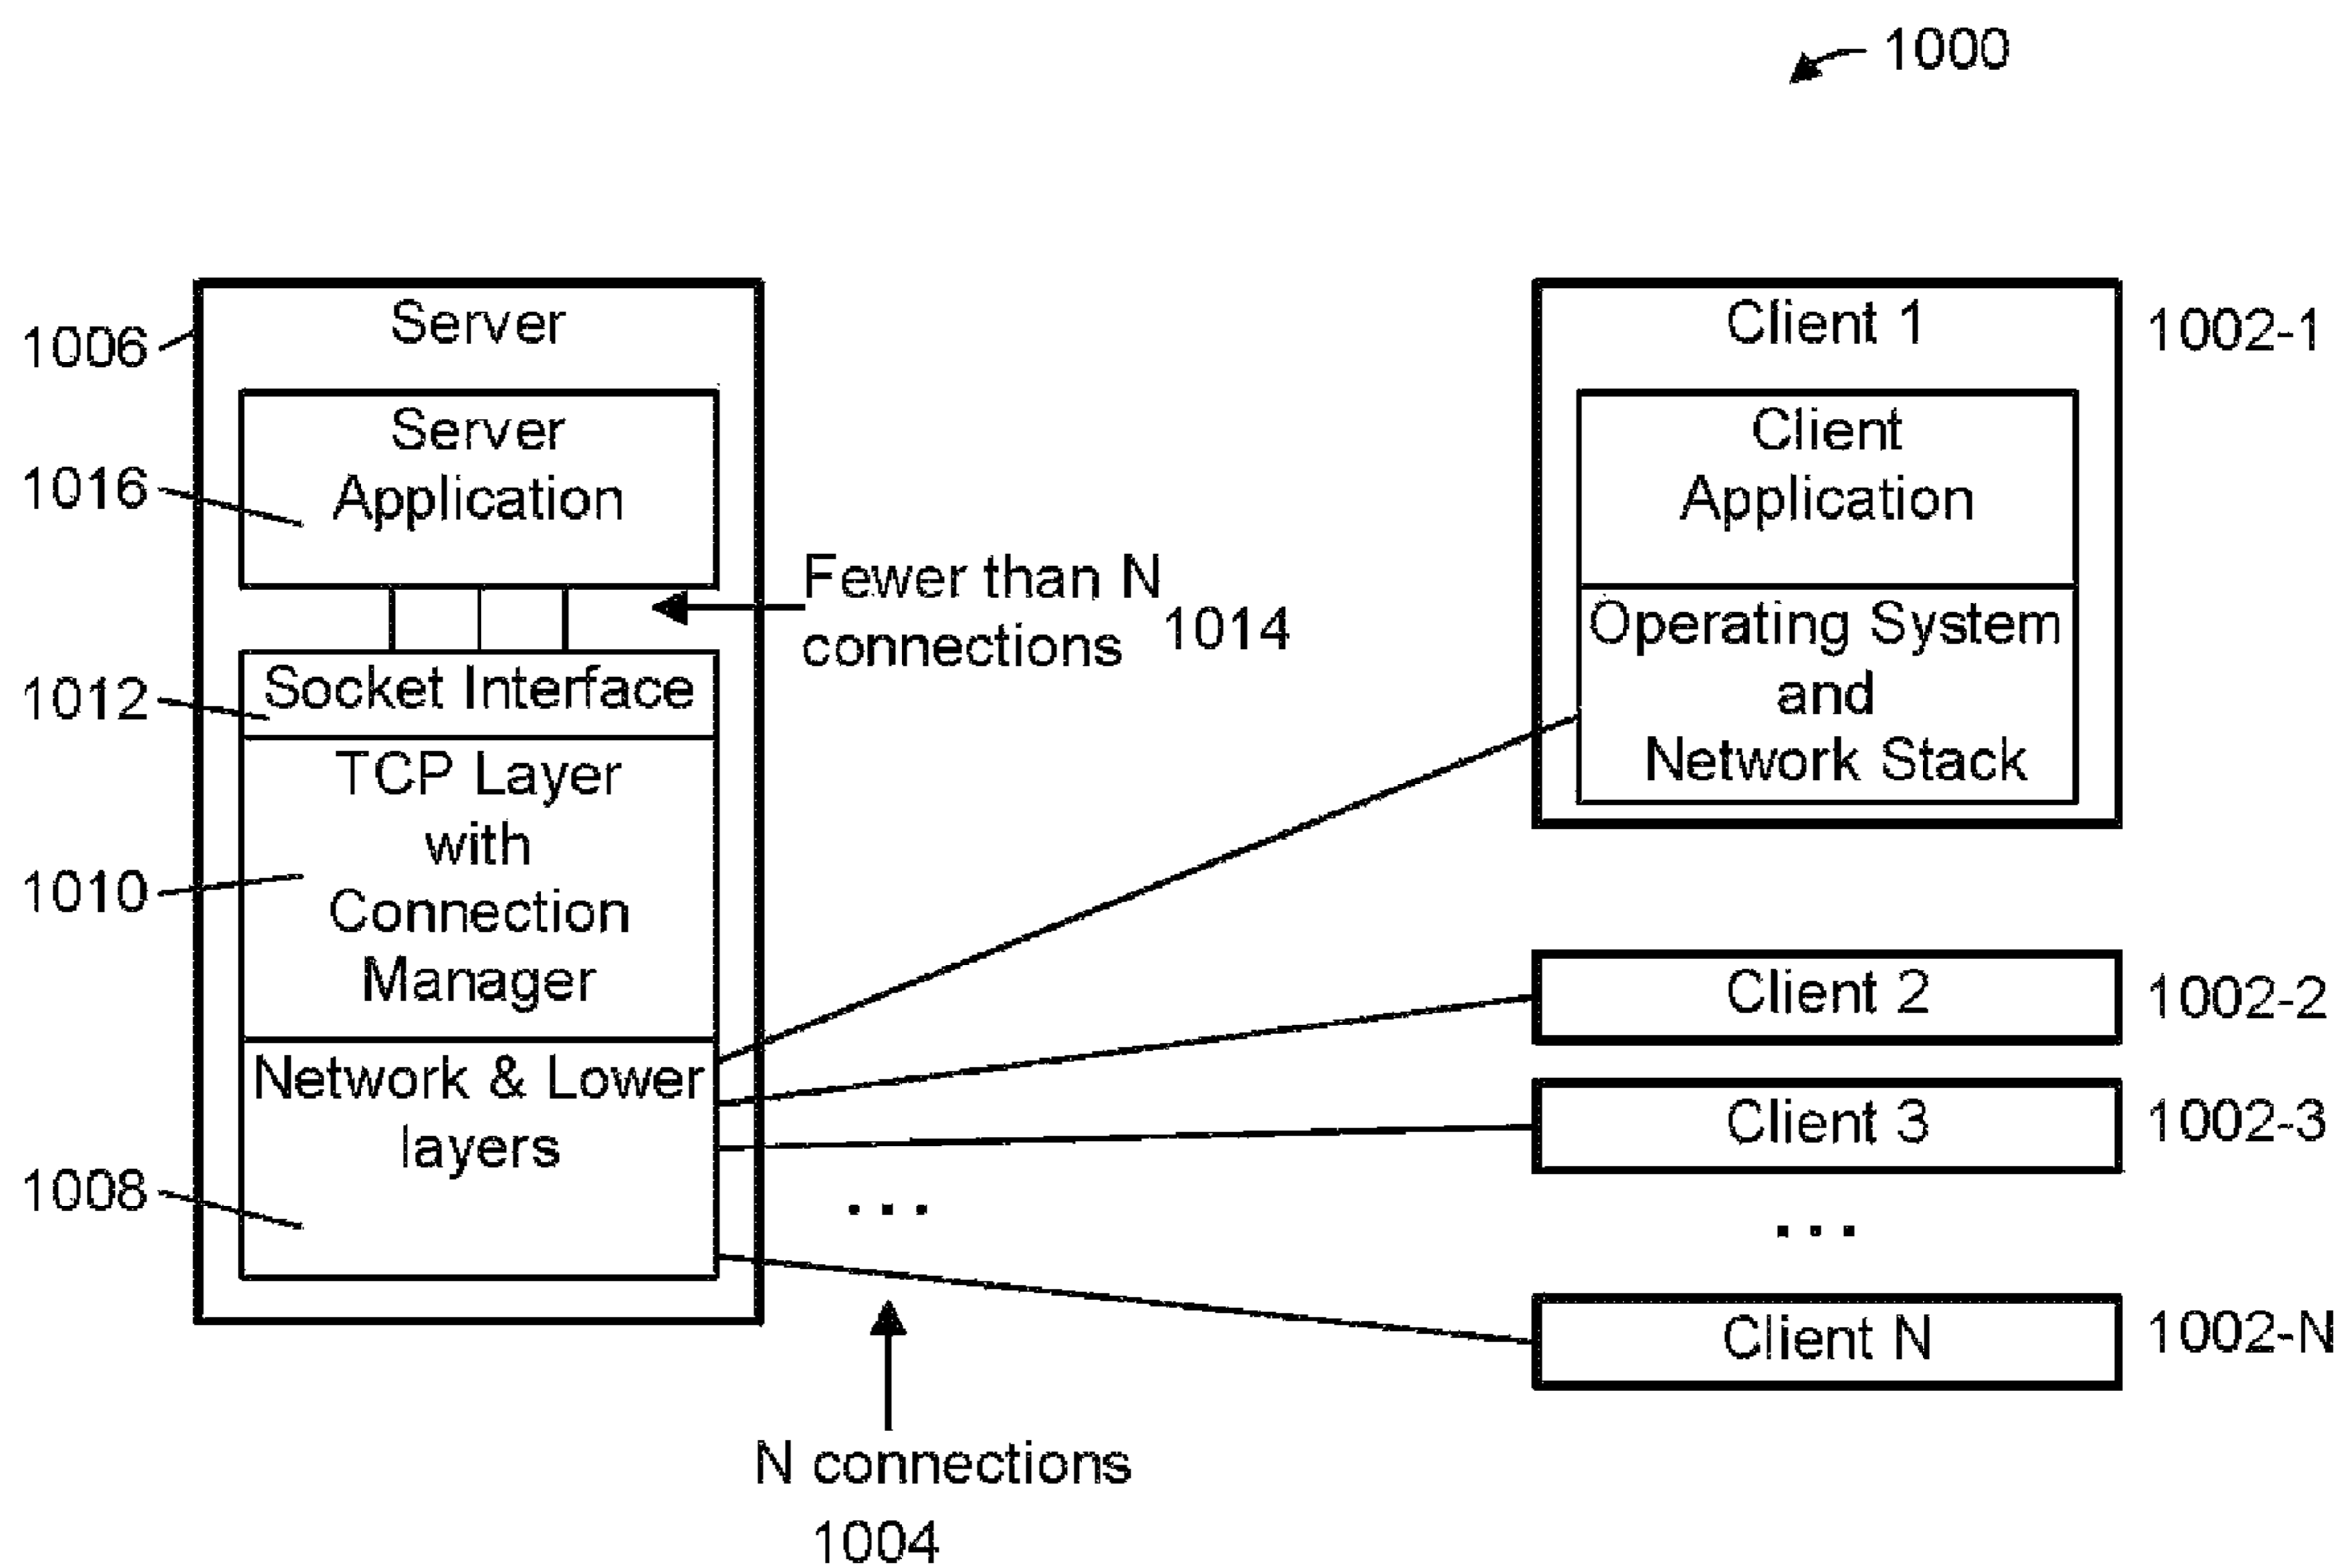 1000
1006
Server
Server
Application
1016
Fewer than N
connections
1014
Socket Interface
1012
TCP Layer
with
Connection
Manager
1010
Network & Lower
layers
1008
...
N connections
1004
Client 1
1002-1
Client
Application
Operating System
and
Network Stack
Client 2
1002-2
Client 3
1002-3
...
Client N
1002-N